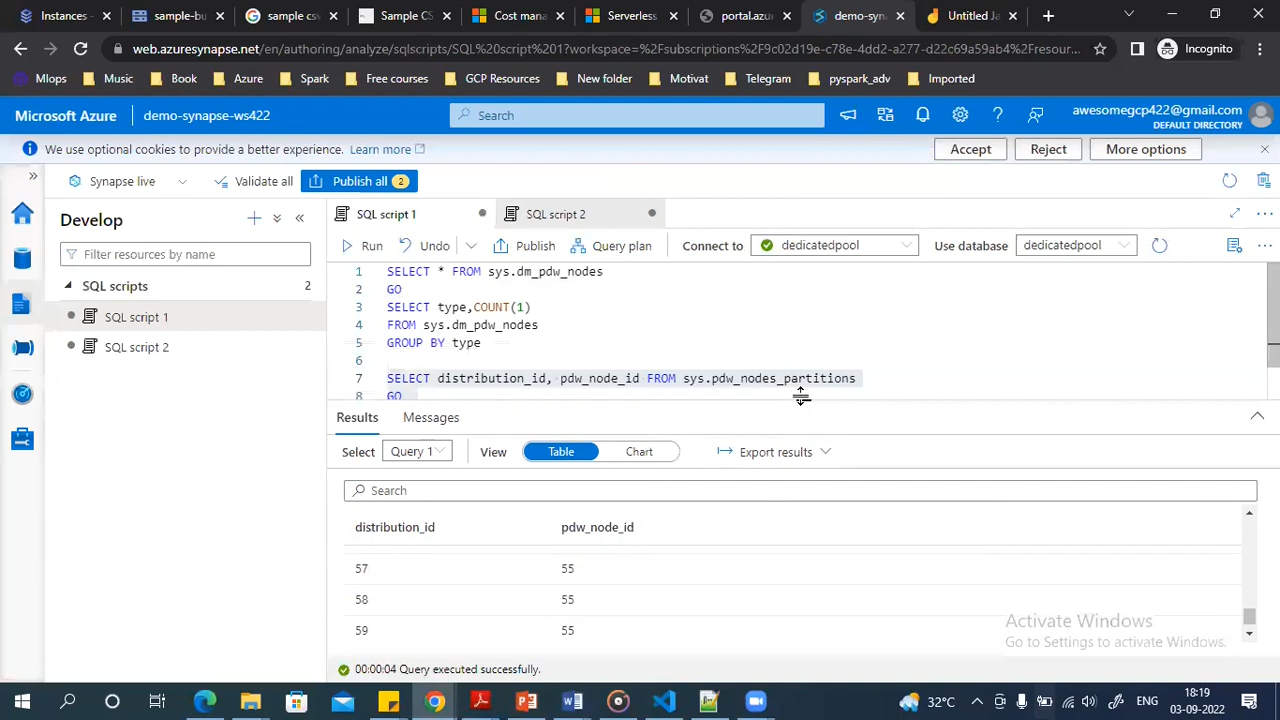 Instances -
sample-bu
sample csv
Sample CS
Cost man
Serverless
portal.azur
demo-syna
Untitled Ja
web.azuresynapse.net/en/authoring/analyze/sqlscripts/SQL%20script%201?workspace=%2Fsubscriptions%2F9c02d19e-c78e-4dd2-a277-d22c69a59ab4%2Fresour...
Incognito
Mlops
Music
Book
Azure
Spark
Free courses
GCP Resources
New folder
Motivat
Telegram
pyspark_adv
Imported
Microsoft Azure
demo-synapse-ws422
Search
awesomegcp422@gmail.com
DEFAULT DIRECTORY
We use optional cookies to provide a better experience. Learn more
Accept
Reject
More options
Synapse live
Validate all
Publish all 2
Develop
SQL script 1
SQL script 2
Run
Undo
Publish
Query plan
Connect to
dedicatedpool
Use database
dedicatedpool
Filter resources by name
SQL scripts 2
SQL script 1
SQL script 2
1 SELECT * FROM sys.dm_pdw_nodes
2 GO
3 SELECT type,COUNT(1)
4 FROM sys.dm_pdw_nodes
5 GROUP BY type
6
7 SELECT distribution_id, pdw_node_id FROM sys.pdw_nodes_partitions
8 GO
Results
Messages
Select
Query 1
View
Table
Chart
Export results
Search
distribution_id pdw_node_id
57 55
58 55
59 55
Activate Windows
Go to Settings to activate Windows.
00:00:04 Query executed successfully.
32°C
ENG
18:19
03-09-2022